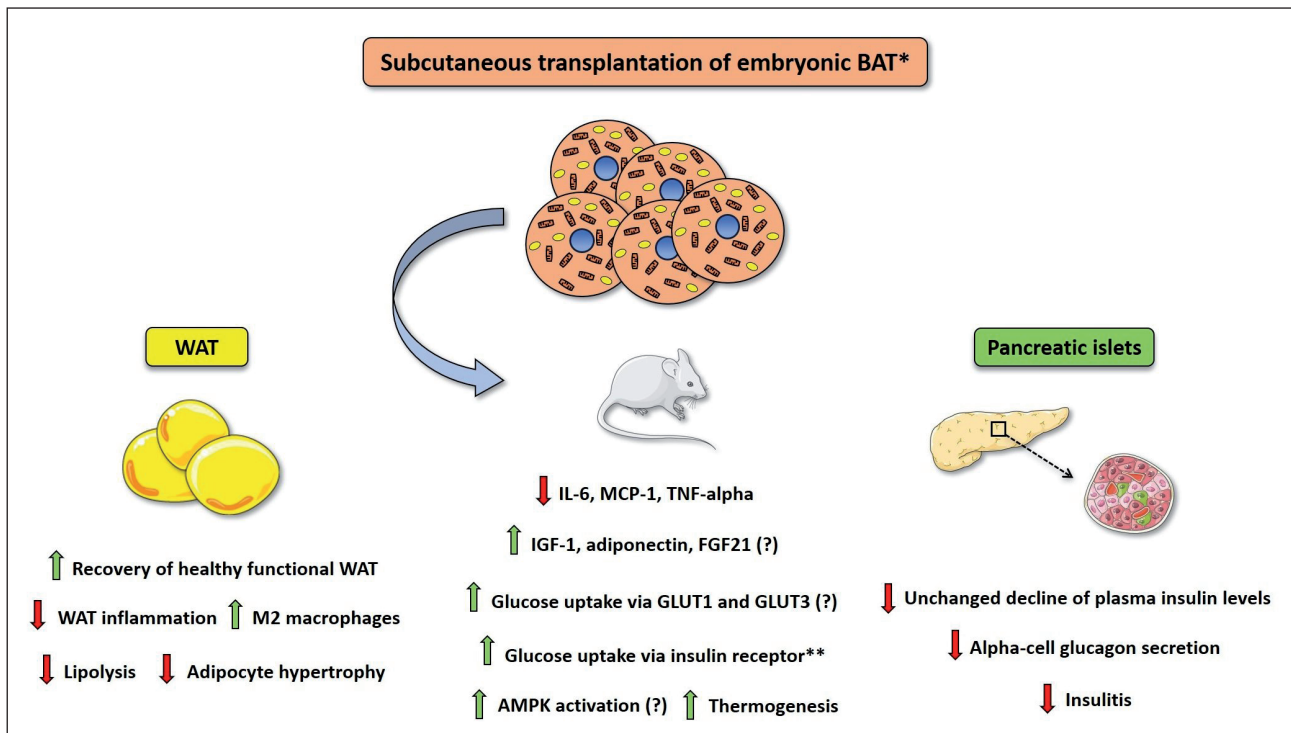 Subcutaneous transplantation of embryonic BAT*
WAT
Pancreatic islets
Recovery of healthy functional WAT
WAT inflammation M2 macrophages
Lipolysis Adipocyte hypertrophy
IL-6, MCP-1, TNF-alpha
IGF-1, adiponectin, FGF21 (?)
Glucose uptake via GLUT1 and GLUT3 (?)
Glucose uptake via insulin receptor**
AMPK activation (?) Thermogenesis
Unchanged decline of plasma insulin levels
Alpha-cell glucagon secretion
Insulitis